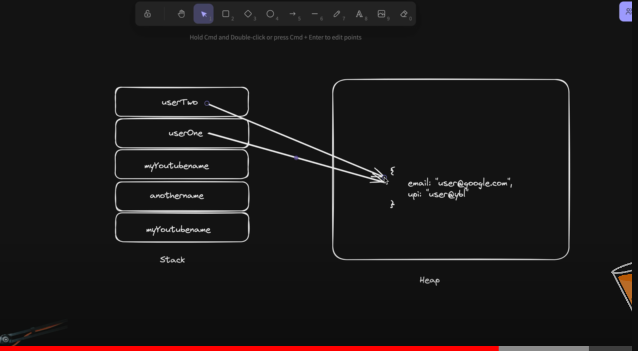 Hold Cmd and Double-click or press Cmd + Enter to edit points
userTwo
userOne
myYoutubename
anothername
myYoutubename
Stack
{
email: "user@google.com",
upi: "user@ybl"
}
Heap